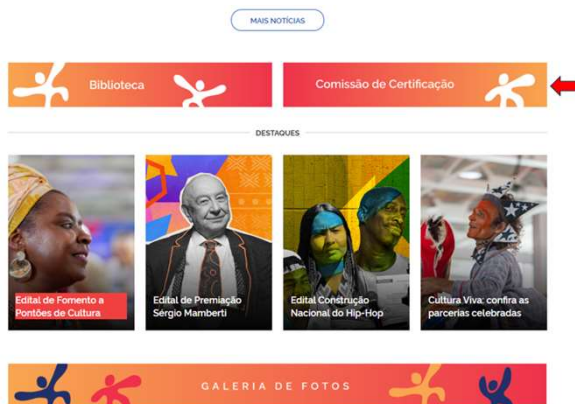 MAIS NOTÍCIAS
Biblioteca
Comissão de Certificação
DESTAQUES
Edital de Fomento a
Pontões de Cultura
Edital de Premiação
Sérgio Mamberti
Edital Construção
Nacional do Hip-Hop
Cultura Viva: confira as
parcerias celebradas
GALERIA DE FOTOS